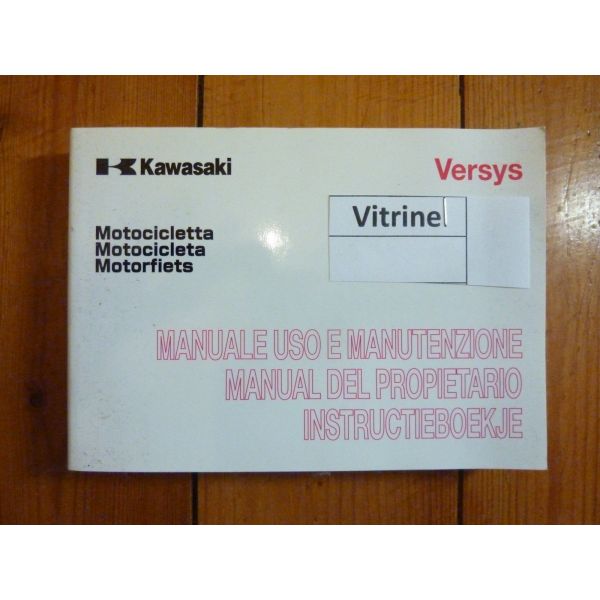 Kawasaki
Versys
Vitrine
Motocicletta
Motocicleta
Motorfiets
MANUALE USO E MANUTENZIONE
MANUAL DEL PROPIETARIO
INSTRUCTIEBOEKJE